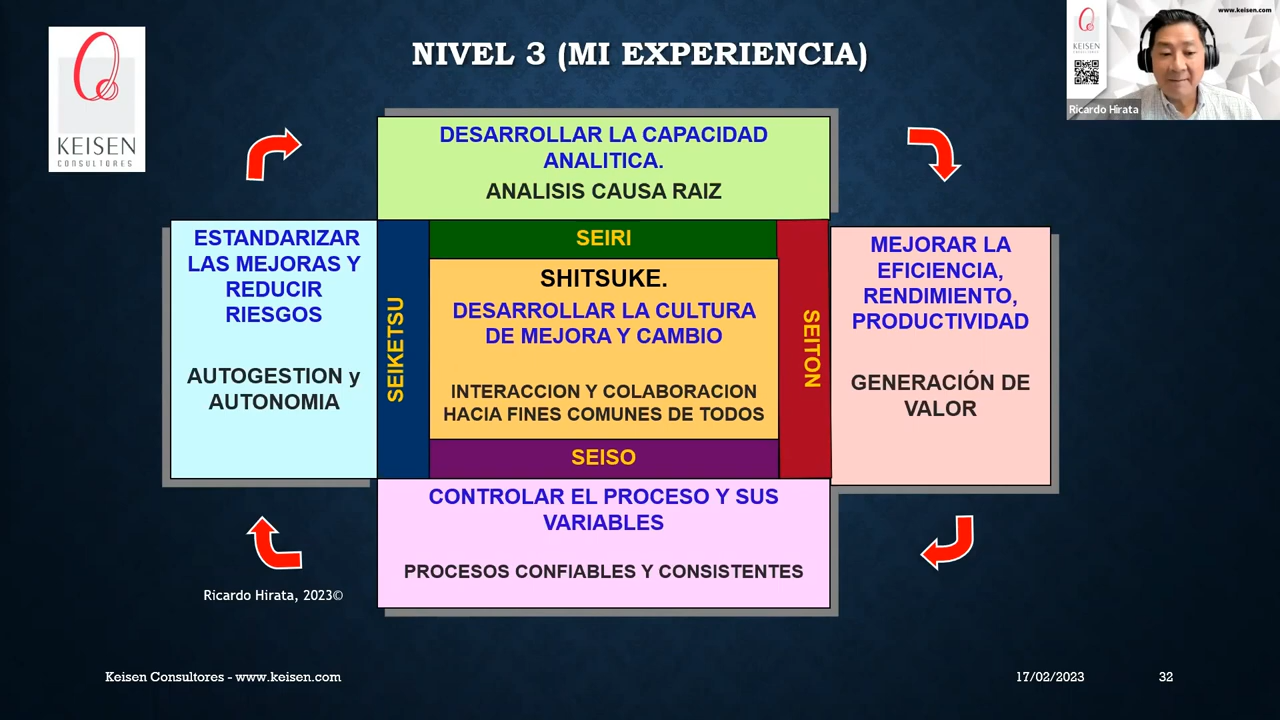 www.keisen.com
KEISEN
Ricardo Hirata
KEISEN
CONSULTORES
NIVEL 3 (MI EXPERIENCIA)
DESARROLLAR LA CAPACIDAD
ANALITICA.
ANALISIS CAUSA RAIZ
ESTANDARIZAR
LAS MEJORAS Y
REDUCIR
RIESGOS
AUTOGESTION y
AUTONOMIA
SEIKETSU
SEIRI
SHITSUKE.
DESARROLLAR LA CULTURA
DE MEJORA Y CAMBIO
INTERACCION Y COLABORACION
HACIA FINES COMUNES DE TODOS
SEISO
SEITON
MEJORAR LA
EFICIENCIA,
RENDIMIENTO,
PRODUCTIVIDAD
GENERACIÓN DE
VALOR
CONTROLAR EL PROCESO Y SUS
VARIABLES
PROCESOS CONFIABLES Y CONSISTENTES
Ricardo Hirata, 2023©
Keisen Consultores - www.keisen.com
17/02/2023
32